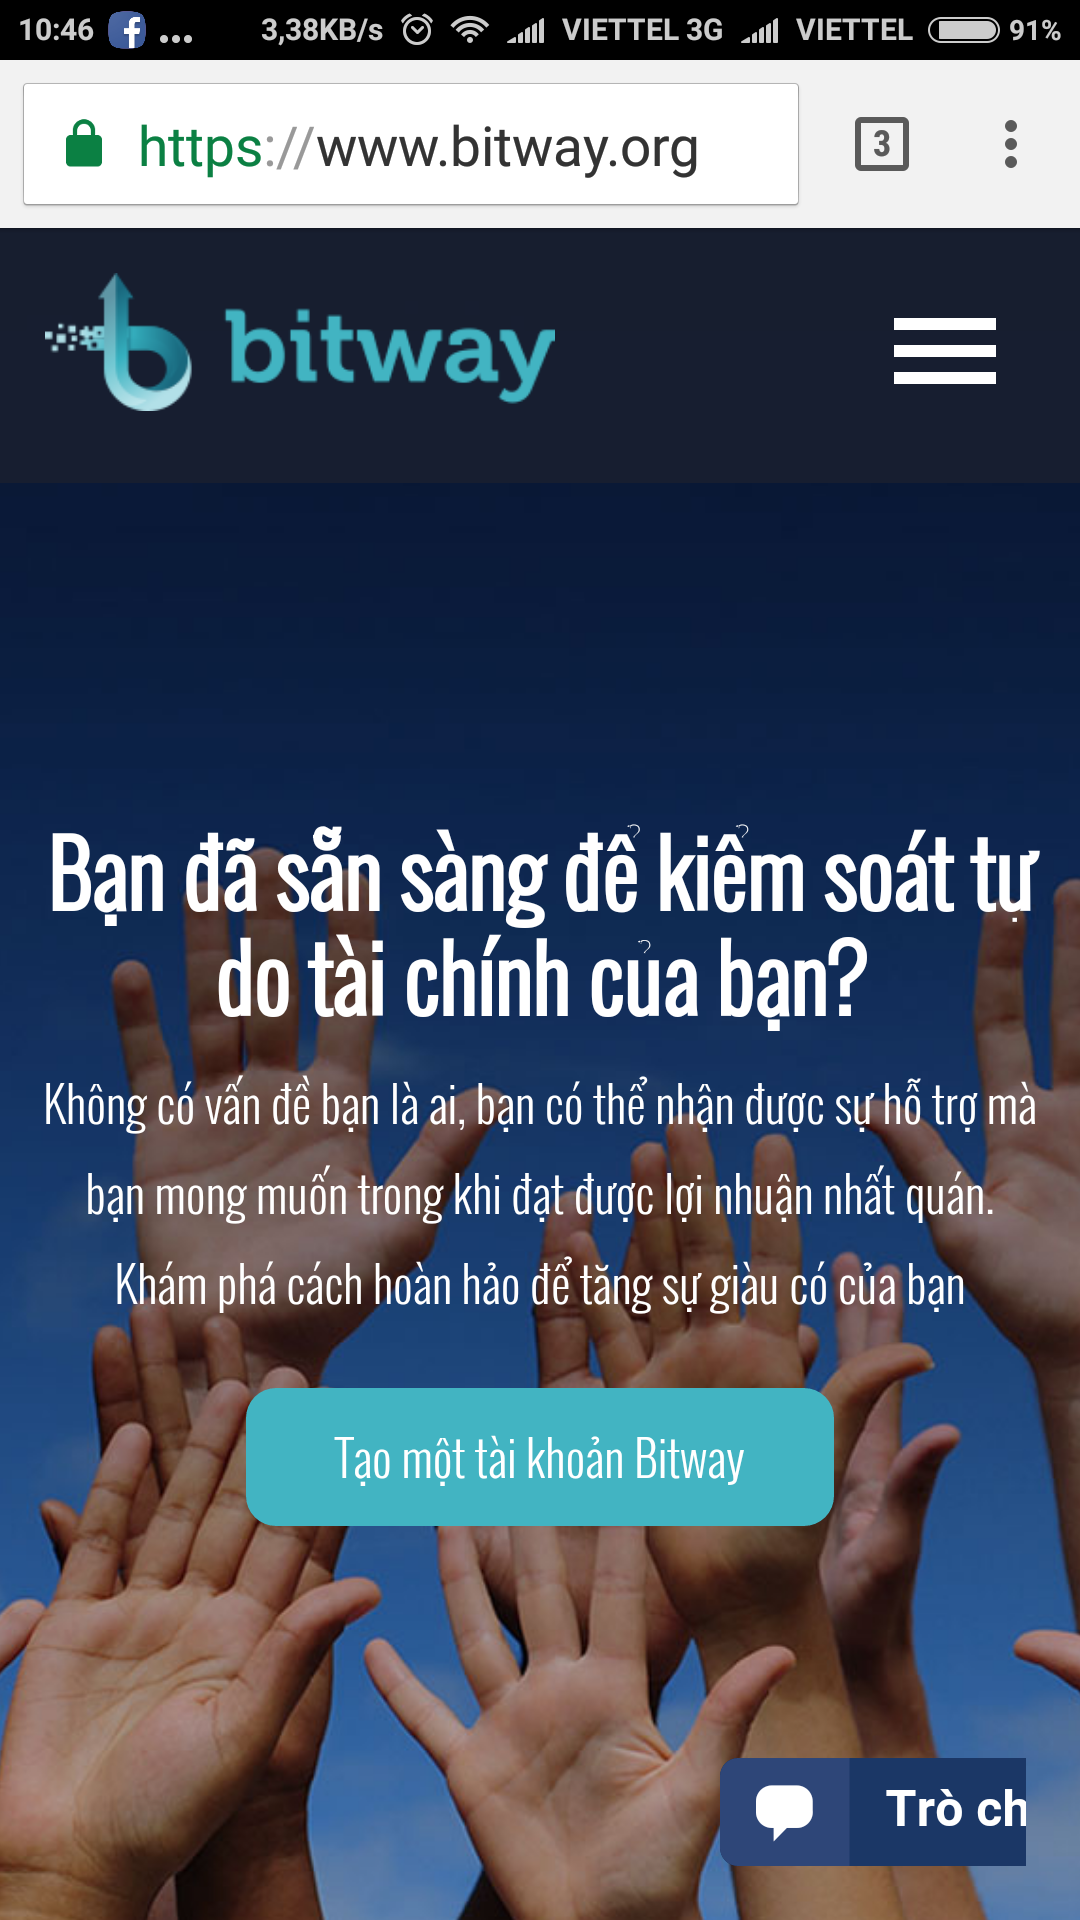 10:46 ... 3,38KB/s VIETTEL 3G VIETTEL 91%
https://www.bitway.org 3
bitway
Bạn đã sẵn sàng để kiểm soát tự
do tài chính của bạn?
Không có vấn đề bạn là ai, bạn có thể nhận được sự hỗ trợ mà
bạn mong muốn trong khi đạt được lợi nhuận nhất quán.
Khám phá cách hoàn hảo để tăng sự giàu có của bạn
Tạo một tài khoản Bitway
Trò ch